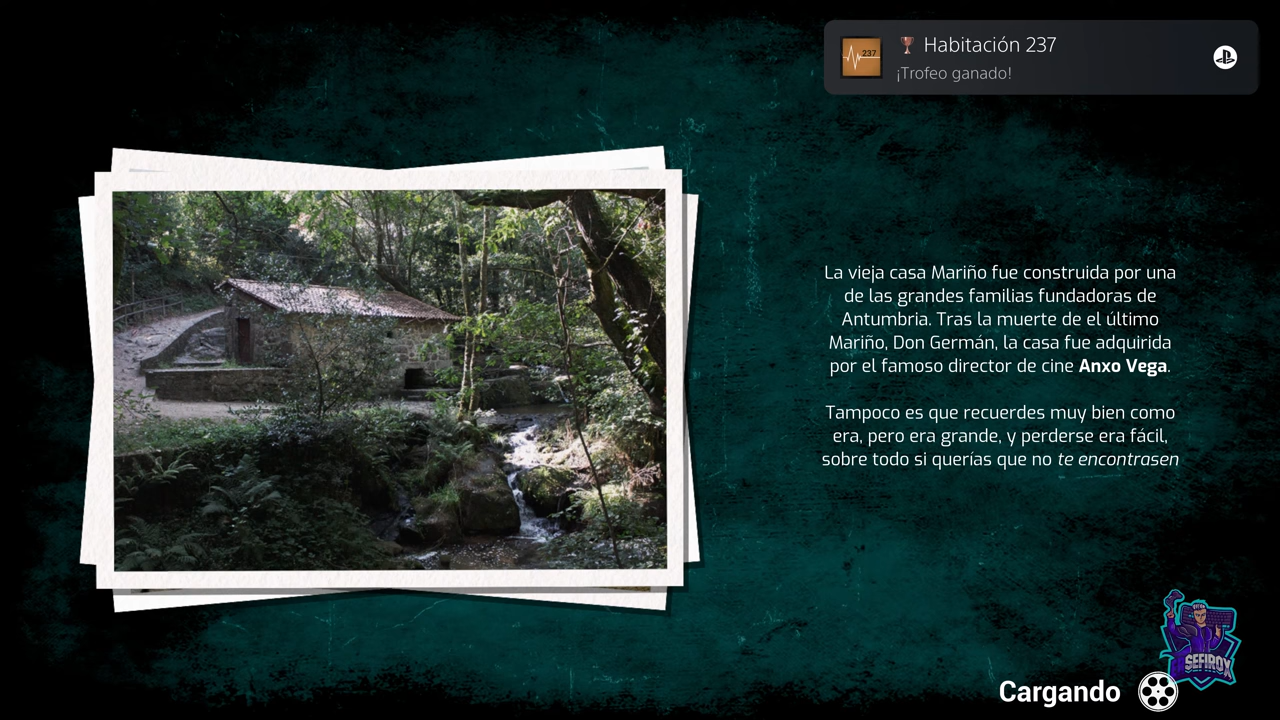 237
Habitación 237
¡Trofeo ganado!
La vieja casa Mariño fue construida por una
de las grandes familias fundadoras de
Antumbria. Tras la muerte de el último
Mariño, Don Germán, la casa fue adquirida
por el famoso director de cine Anxo Vega.
Tampoco es que recuerdes muy bien como
era, pero era grande, y perderse era fácil,
sobre todo si querías que no te encontrasen
SEFIROX
Cargando